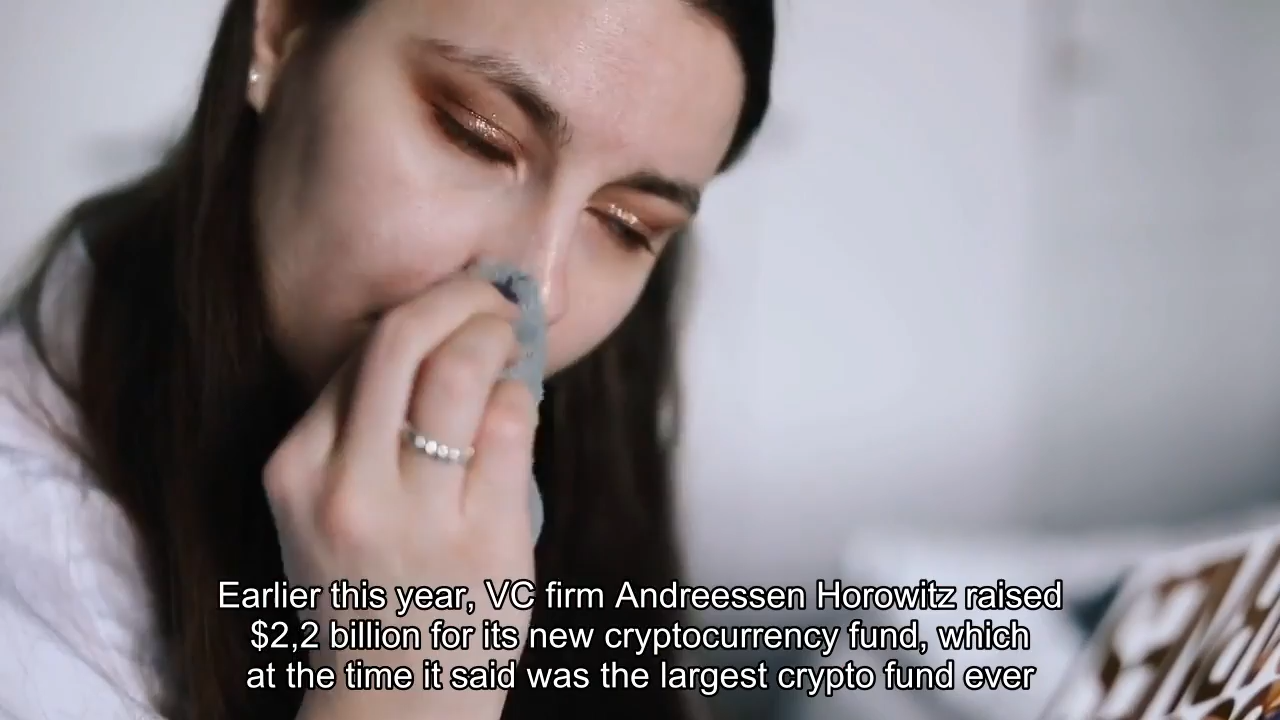 Earlier this year, VC firm Andreessen Horowitz raised
$2,2 billion for its new cryptocurrency fund, which
at the time it said was the largest crypto fund ever